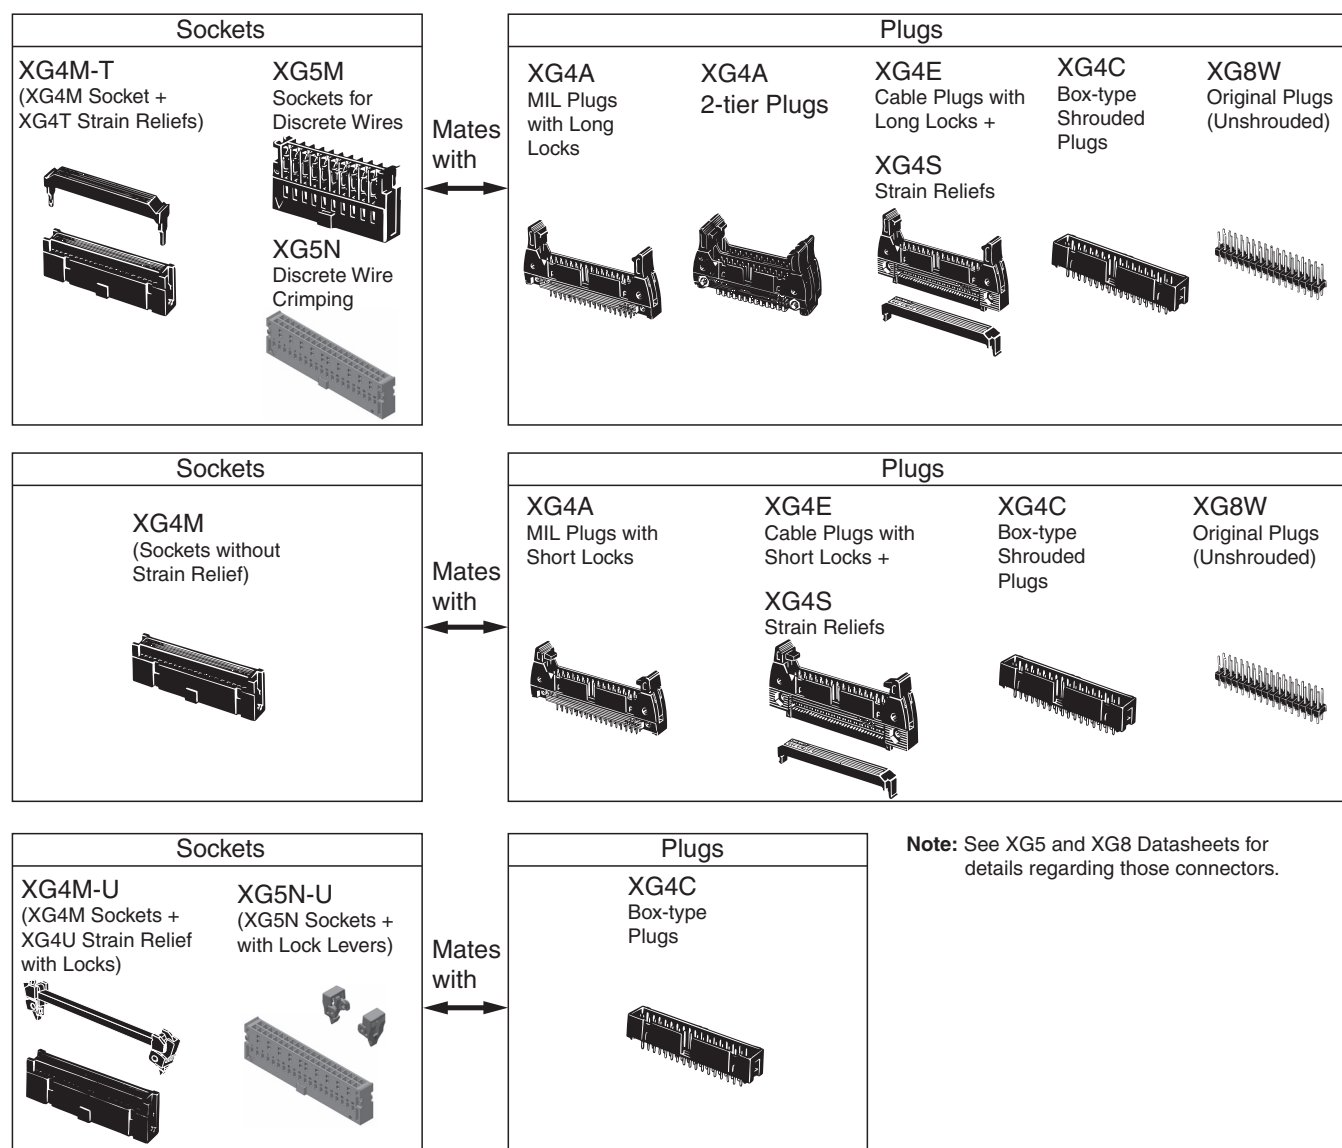 Sockets
XG4M-T
(XG4M Socket +
XG4T Strain Reliefs)
XG5M
Sockets for
Discrete Wires
XG5N
Discrete Wire
Crimping
Mates
with
Plugs
XG4A
MIL Plugs
with Long
Locks
XG4A
2-tier Plugs
XG4E
Cable Plugs with
Long Locks +
XG4S
Strain Reliefs
XG4C
Box-type
Shrouded
Plugs
XG8W
Original Plugs
(Unshrouded)
Sockets
XG4M
(Sockets without
Strain Relief)
Mates
with
Plugs
XG4A
MIL Plugs with
Short Locks
XG4E
Cable Plugs with
Short Locks +
XG4S
Strain Reliefs
XG4C
Box-type
Shrouded
Plugs
XG8W
Original Plugs
(Unshrouded)
Sockets
XG4M-U
(XG4M Sockets +
XG4U Strain Relief
with Locks)
XG5N-U
(XG5N Sockets +
with Lock Levers)
Mates
with
Plugs
XG4C
Box-type
Plugs
Note: See XG5 and XG8 Datasheets for
details regarding those connectors.